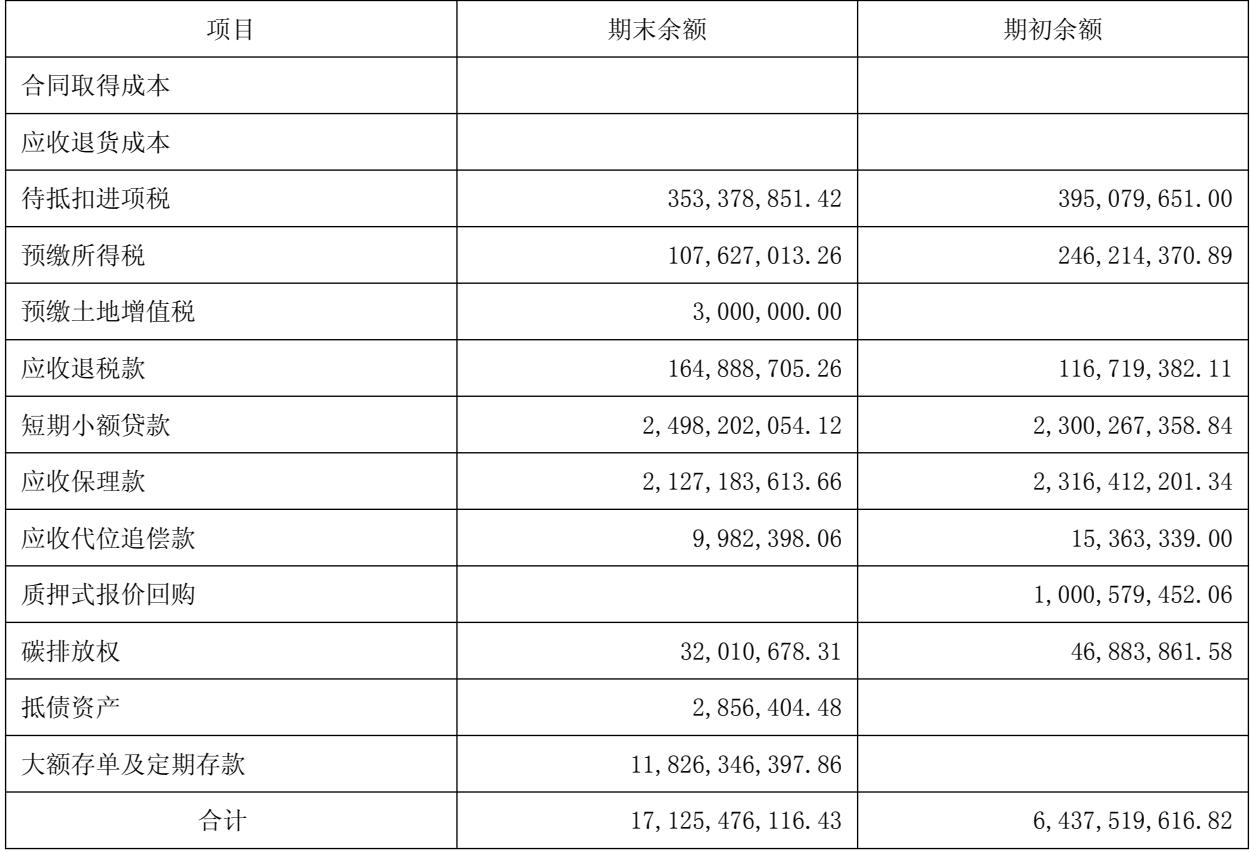 项目 期末余额 期初余额
合同取得成本
应收退货成本
待抵扣进项税 353,378,851.42 395,079,651.00
预缴所得税 107,627,013.26 246,214,370.89
预缴土地增值税 3,000,000.00
应收退税款 164,888,705.26 116,719,382.11
短期小额贷款 2,498,202,054.12 2,300,267,358.84
应收保理款 2,127,183,613.66 2,316,412,201.34
应收代位追偿款 9,982,398.06 15,363,339.00
质押式报价回购 1,000,579,452.06
碳排放权 32,010,678.31 46,883,861.58
抵债资产 2,856,404.48
大额存单及定期存款 11,826,346,397.86
合计 17,125,476,116.43 6,437,519,616.82